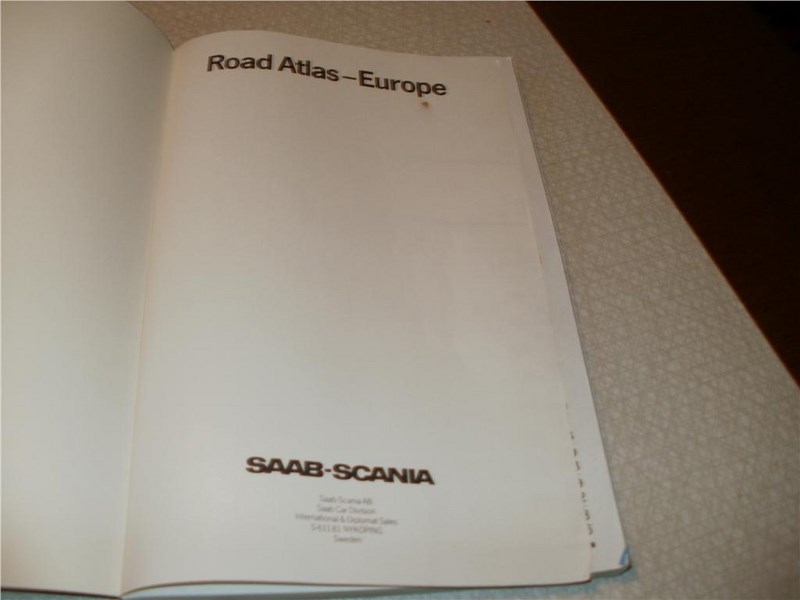 Road Atlas–Europe
SAAB-SCANIA
Saab-Scania AB
Saab Car Division
International & Diplomat Sales
S-611 81 NYKÖPING
Sweden